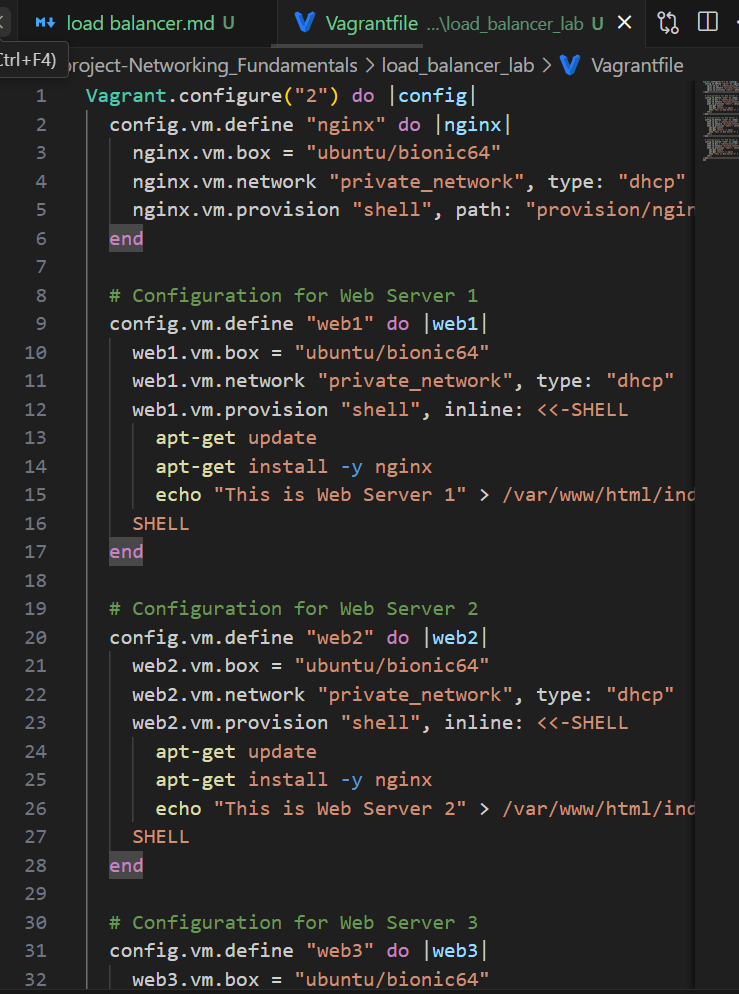 load balancer.md U
Vagrantfile ...\load_balancer_lab U
Ctrl+F4)
project-Networking_Fundamentals > load_balancer_lab > Vagrantfile
1 Vagrant.configure("2") do |config|
2 config.vm.define "nginx" do |nginx|
3 nginx.vm.box = "ubuntu/bionic64"
4 nginx.vm.network "private_network", type: "dhcp"
5 nginx.vm.provision "shell", path: "provision/ngin
6 end
7
8 # Configuration for Web Server 1
9 config.vm.define "web1" do |web1|
10 web1.vm.box = "ubuntu/bionic64"
11 web1.vm.network "private_network", type: "dhcp"
12 web1.vm.provision "shell", inline: <<-SHELL
13 apt-get update
14 apt-get install -y nginx
15 echo "This is Web Server 1" > /var/www/html/ind
16 SHELL
17 end
18
19 # Configuration for Web Server 2
20 config.vm.define "web2" do |web2|
21 web2.vm.box = "ubuntu/bionic64"
22 web2.vm.network "private_network", type: "dhcp"
23 web2.vm.provision "shell", inline: <<-SHELL
24 apt-get update
25 apt-get install -y nginx
26 echo "This is Web Server 2" > /var/www/html/ind
27 SHELL
28 end
29
30 # Configuration for Web Server 3
31 config.vm.define "web3" do |web3|
32 web3.vm.box = "ubuntu/bionic64"